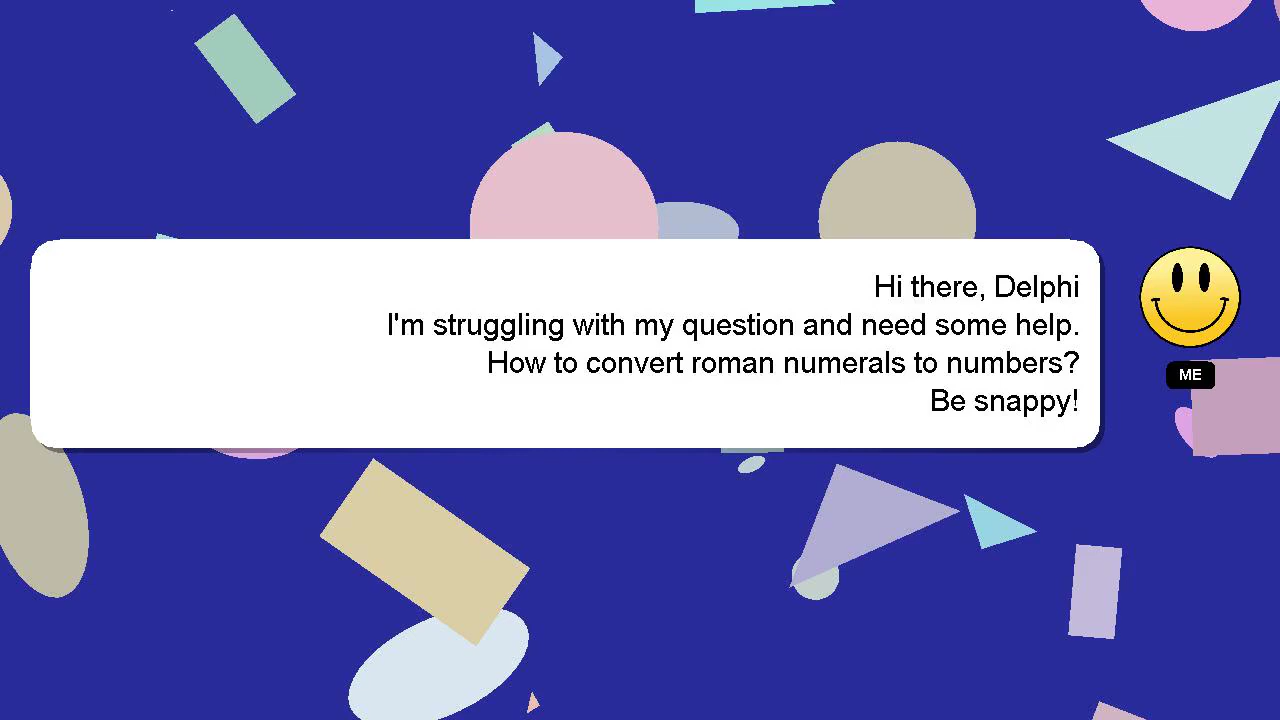 Hi there, Delphi
I'm struggling with my question and need some help.
How to convert roman numerals to numbers?
Be snappy!
ME